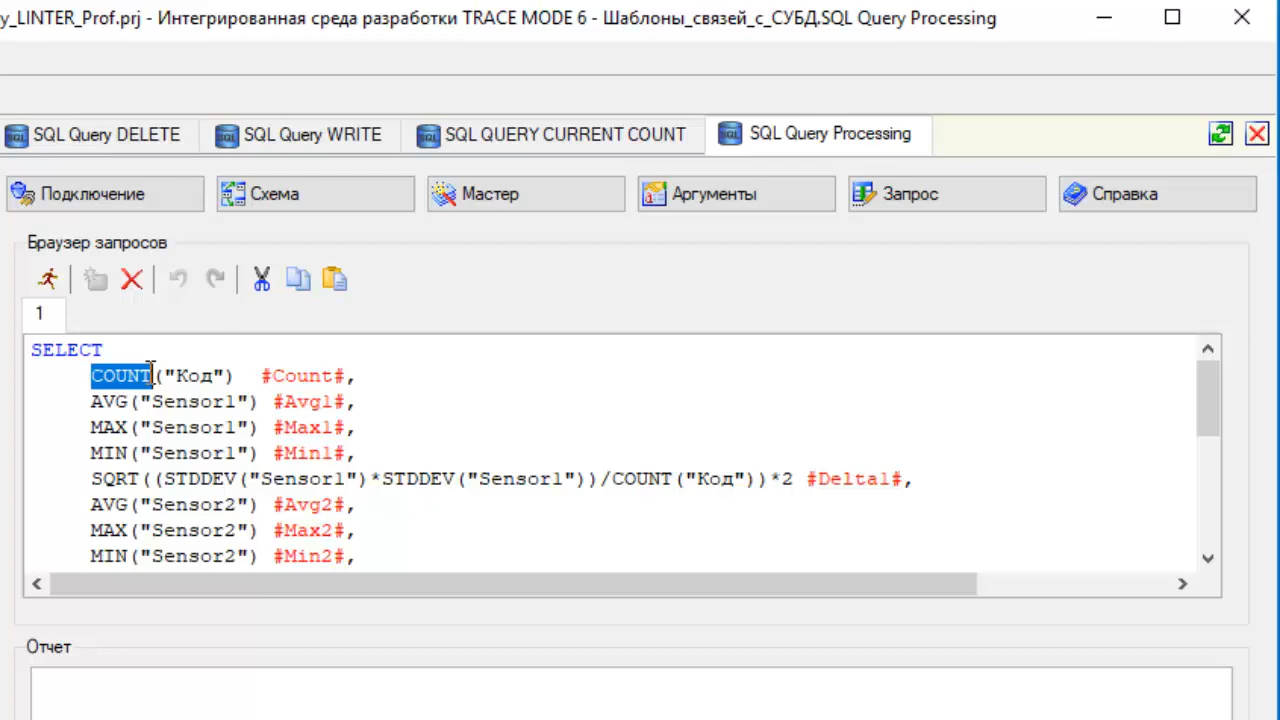 y_LINTER_Prof.prj - Интегрированная среда разработки TRACE MODE 6 - Шаблоны_связей_с_СУБД.SQL Query Processing
SQL Query DELETE SQL Query WRITE SQL QUERY CURRENT COUNT SQL Query Processing
Подключение Схема Мастер Аргументы Запрос Справка
Браузер запросов
1
SELECT
COUNT("Код") #Count#,
AVG("Sensor1") #Avg1#,
MAX("Sensor1") #Max1#,
MIN("Sensor1") #Min1#,
SQRT((STDDEV("Sensor1")*STDDEV("Sensor1"))/COUNT("Код"))*2 #Delta1#,
AVG("Sensor2") #Avg2#,
MAX("Sensor2") #Max2#,
MIN("Sensor2") #Min2#,
Отчет